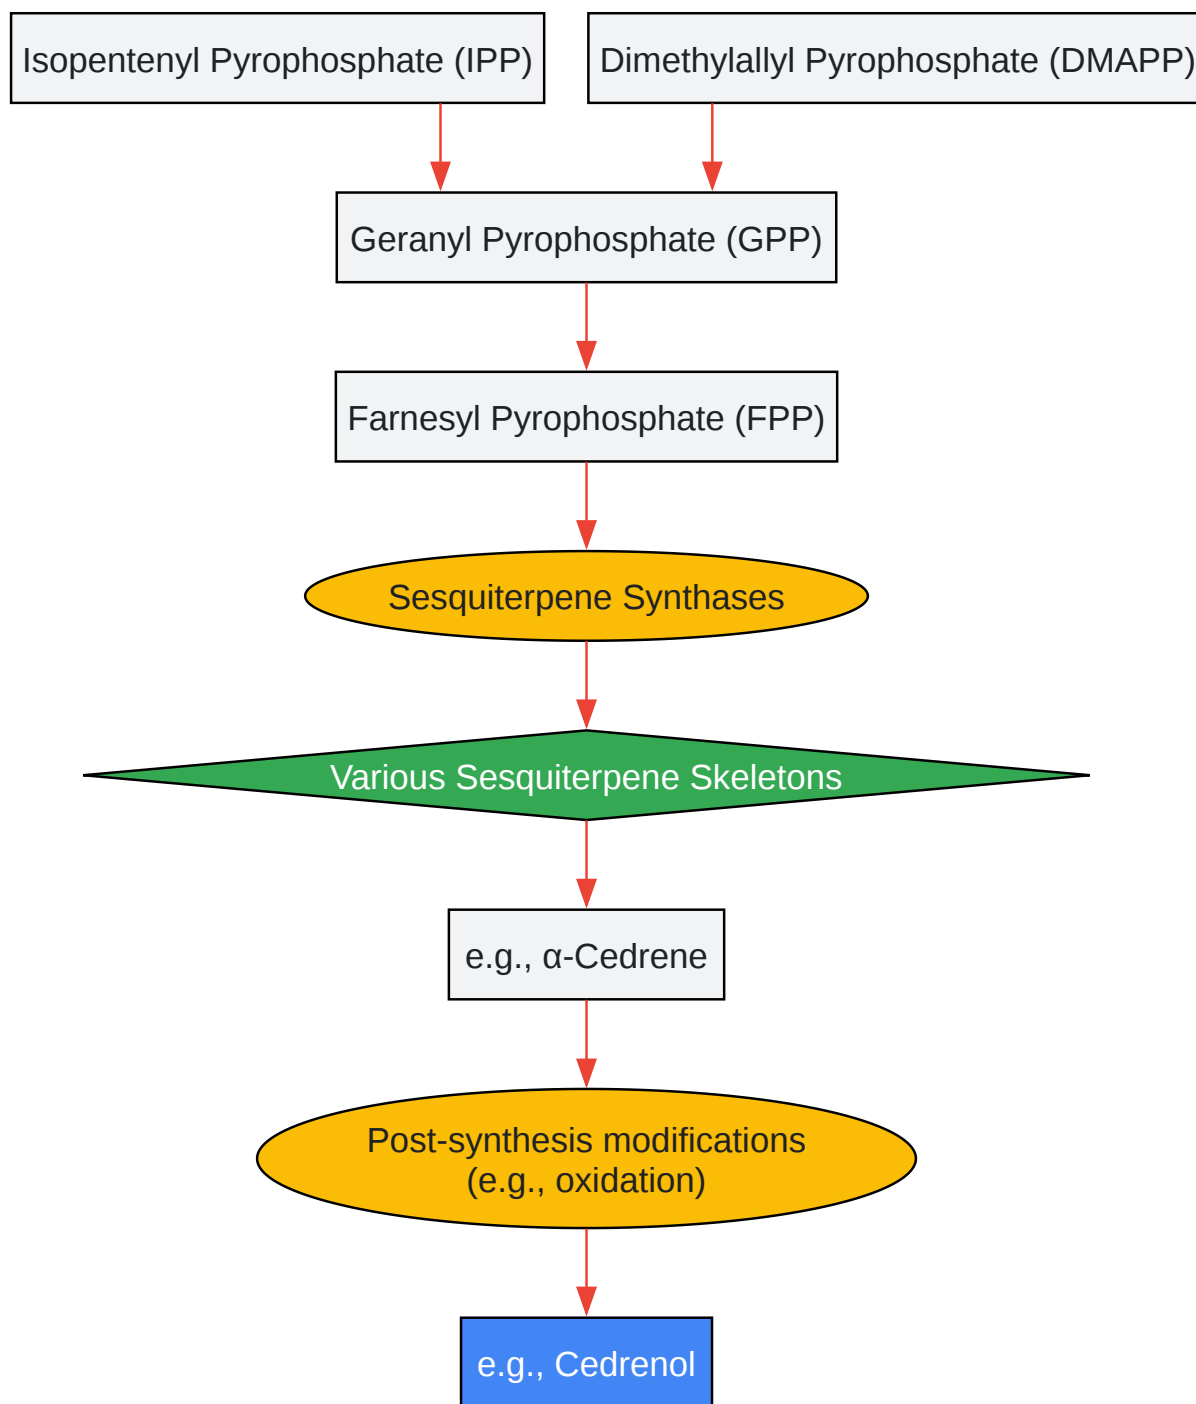 Isopentenyl Pyrophosphate (IPP)
Dimethylallyl Pyrophosphate (DMAPP)
Geranyl Pyrophosphate (GPP)
Farnesyl Pyrophosphate (FPP)
Sesquiterpene Synthases
Various Sesquiterpene Skeletons
e.g., α-Cedrene
Post-synthesis modifications
(e.g., oxidation)
e.g., Cedrenol